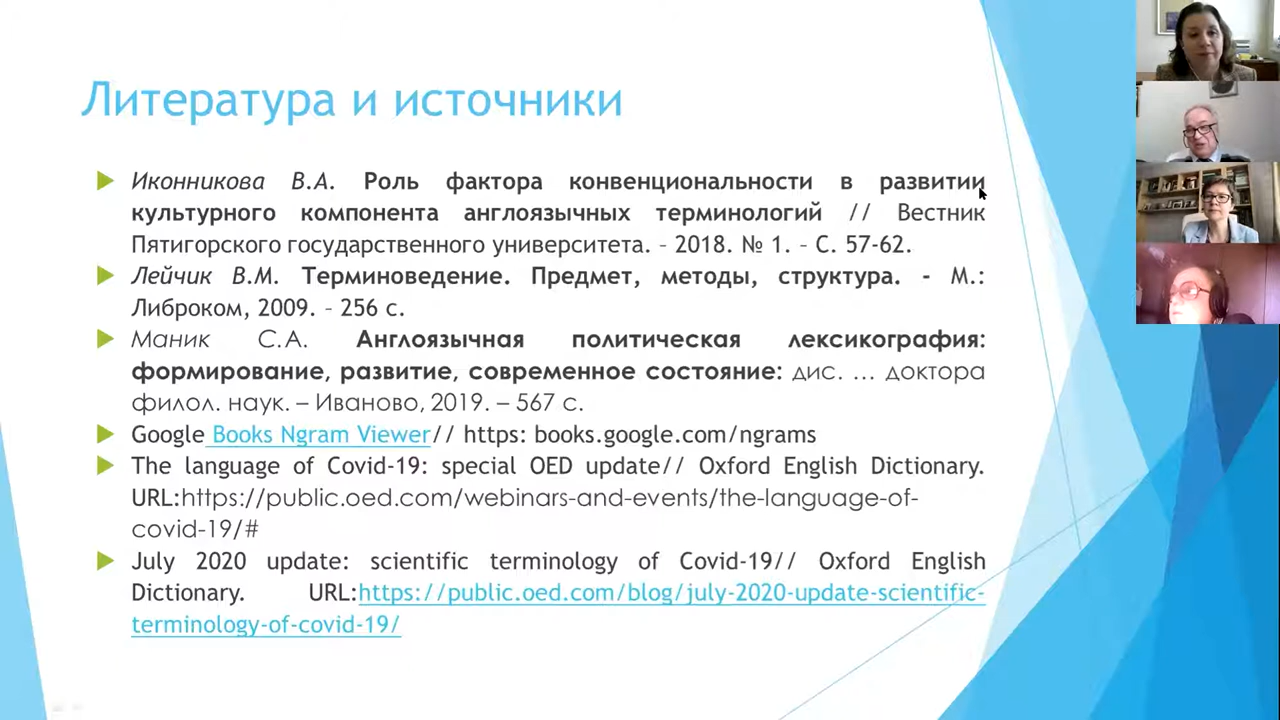 Литература и источники
Иконникова В.А. Роль фактора конвенциональности в развитии
культурного компонента англоязычных терминологий // Вестник
Пятигорского государственного университета. – 2018. № 1. – С. 57-62.
Лейчик В.М. Терминоведение. Предмет, методы, структура. - М.:
Либроком, 2009. – 256 с.
Маник С.А. Англоязычная политическая лексикография:
формирование, развитие, современное состояние: дис. … доктора
филол. наук. – Иваново, 2019. – 567 с.
Google Books Ngram Viewer// https: books.google.com/ngrams
The language of Covid-19: special OED update// Oxford English Dictionary.
URL:https://public.oed.com/webinars-and-events/the-language-of-
covid-19/#
July 2020 update: scientific terminology of Covid-19// Oxford English
Dictionary. URL:https://public.oed.com/blog/july-2020-update-scientific-
terminology-of-covid-19/